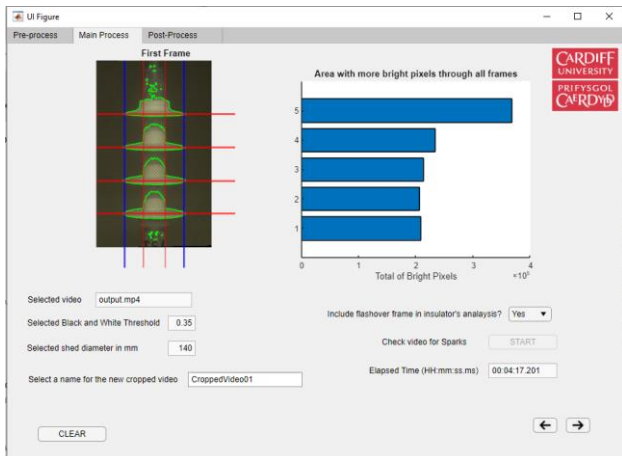 UI Figure
Pre-process Main Process Post-Process
First Frame
CARDIFF
UNIVERSITY
PRIFYSGOL
CAERDYDD
Area with more bright pixels through all frames
5
4
3
2
1
0 1 2 3 4
Total of Bright Pixels ×10⁵
Selected video output.mp4
Selected Black and White Threshold 0.35
Selected shed diameter in mm 140
Select a name for the new cropped video CroppedVideo01
Include flashover frame in insulator's analaysis? Yes
Check video for Sparks START
Elapsed Time (HH:mm:ss.ms) 00:04:17.201
CLEAR